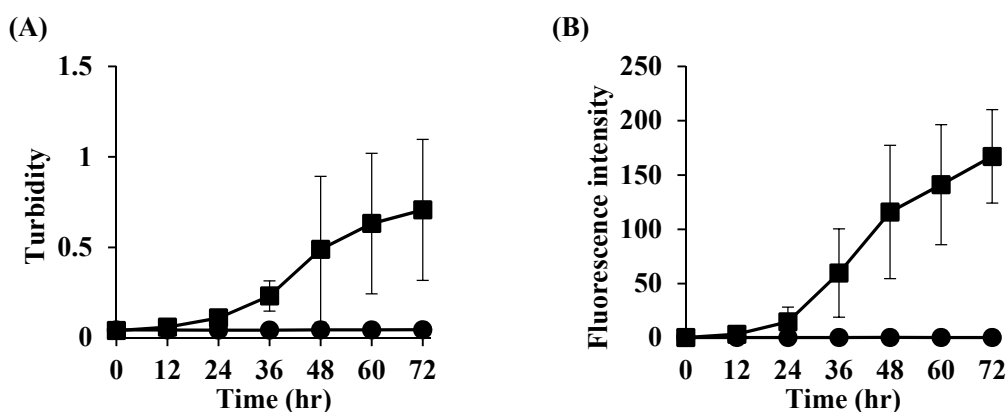 (A)
Turbidity
1.5
1
0.5
0
0 12 24 36 48 60 72
Time (hr)
(B)
Fluorescence intensity
250
200
150
100
50
0
0 12 24 36 48 60 72
Time (hr)